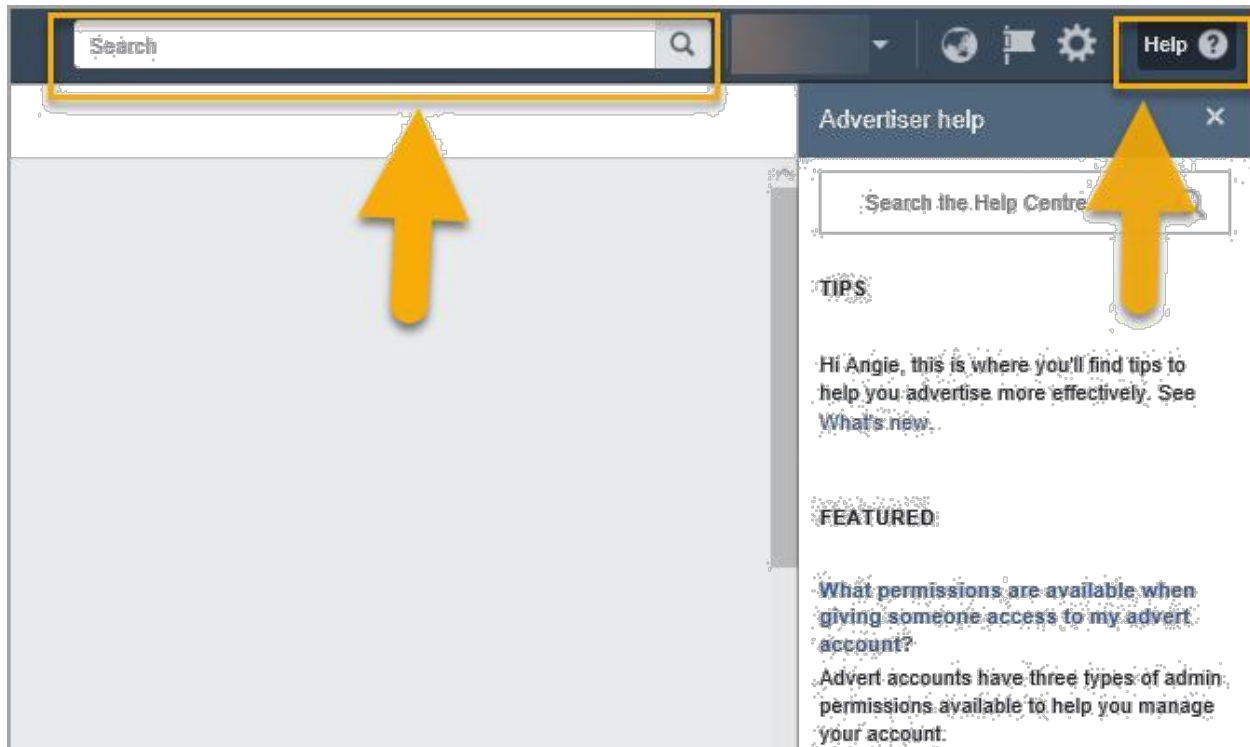 Search
Help ?
Advertiser help
Search the Help Centre
TIPS
Hi Angie, this is where you'll find tips to
help you advertise more effectively. See
What's new.
FEATURED
What permissions are available when
giving someone access to my advert
account?
Advert accounts have three types of admin
permissions available to help you manage
your account.